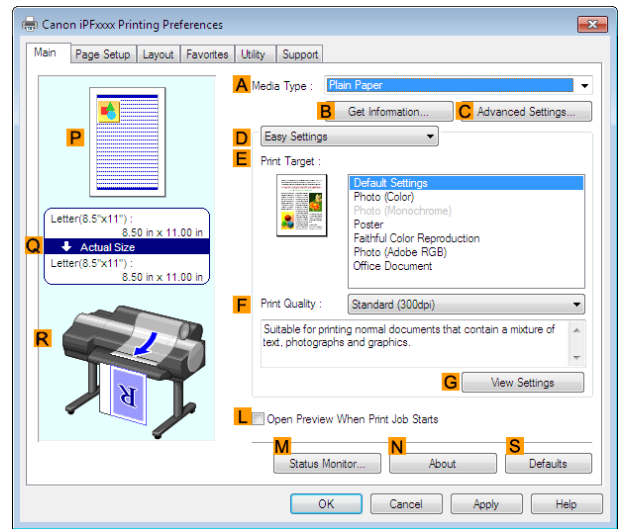 Canon iPFxxxx Printing Preferences
Main Page Setup Layout Favorites Utility Support
A Media Type : Plain Paper
B Get Information... C Advanced Settings...
P
D Easy Settings
E Print Target :
Default Settings
Photo (Color)
Photo (Monochrome)
Poster
Faithful Color Reproduction
Photo (Adobe RGB)
Office Document
Letter(8.5"x11") :
8.50 in x 11.00 in
Q Actual Size
Letter(8.5"x11") :
8.50 in x 11.00 in
F Print Quality : Standard (300dpi)
Suitable for printing normal documents that contain a mixture of
text, photographs and graphics.
R
R
G View Settings
L Open Preview When Print Job Starts
M Status Monitor... N About S Defaults
OK Cancel Apply Help